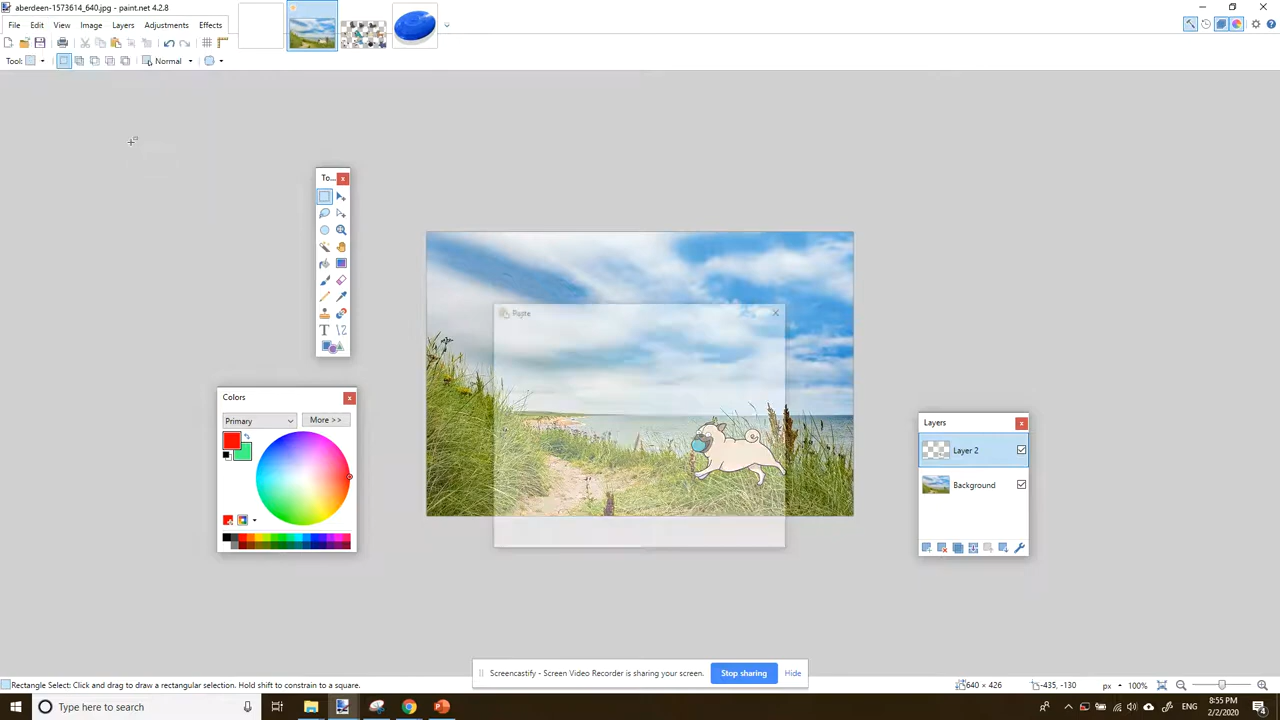 aberdeen-1573614_640.jpg - paint.net 4.2.8
File Edit View Image Layers Adjustments Effects
Tool:
Normal
To...
Paste
Colors
Primary
More >>
Layers
Layer 2
Background
Screencastify - Screen Video Recorder is sharing your screen.
Stop sharing
Hide
Rectangle Select: Click and drag to draw a rectangular selection. Hold shift to constrain to a square.
640 × 426
-435, -130
px
100%
Type here to search
ENG
8:55 PM
2/2/2020